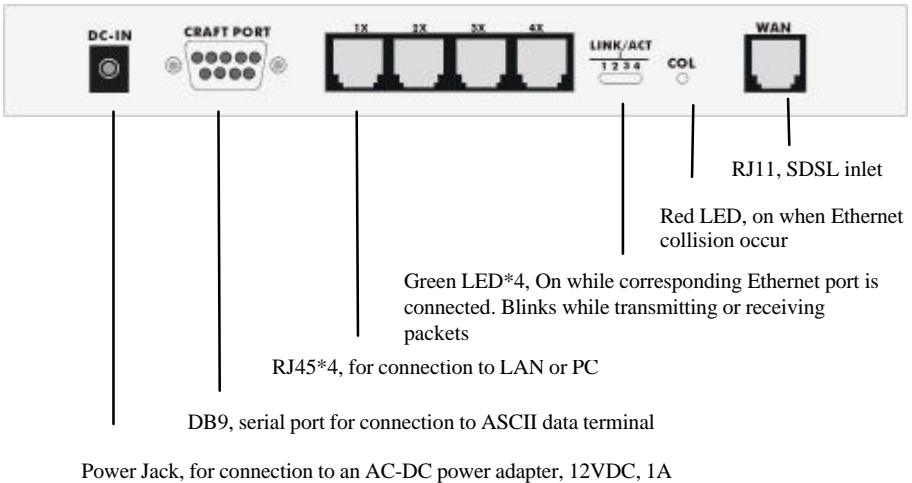 DC-IN
CRAFT PORT
1X 2X 3X 4X
LINK/ACT
1 2 3 4
COL
WAN
RJ11, SDSL inlet
Red LED, on when Ethernet
collision occur
Green LED*4, On while corresponding Ethernet port is
connected. Blinks while transmitting or receiving
packets
RJ45*4, for connection to LAN or PC
DB9, serial port for connection to ASCII data terminal
Power Jack, for connection to an AC-DC power adapter, 12VDC, 1A